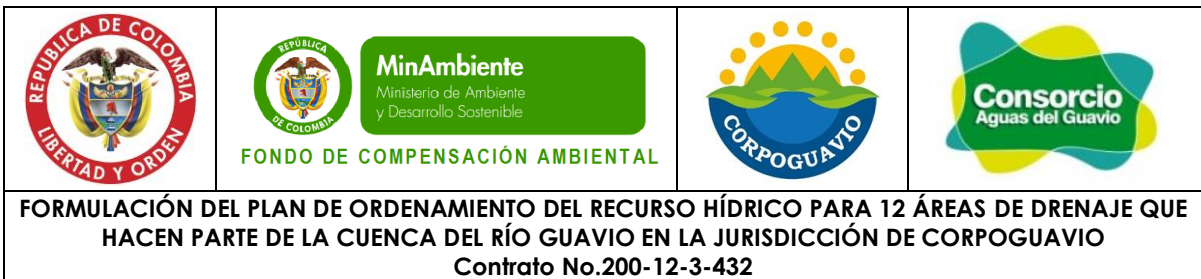 REPUBLICA DE COLOMBIA
LIBERTAD Y ORDEN
REPÚBLICA
DE COLOMBIA
MinAmbiente
Ministerio de Ambiente
y Desarrollo Sostenible
FONDO DE COMPENSACIÓN AMBIENTAL
CORPOGUAVIO
Consorcio
Aguas del Guavio
FORMULACIÓN DEL PLAN DE ORDENAMIENTO DEL RECURSO HÍDRICO PARA 12 ÁREAS DE DRENAJE QUE
HACEN PARTE DE LA CUENCA DEL RÍO GUAVIO EN LA JURISDICCIÓN DE CORPOGUAVIO
Contrato No.200-12-3-432